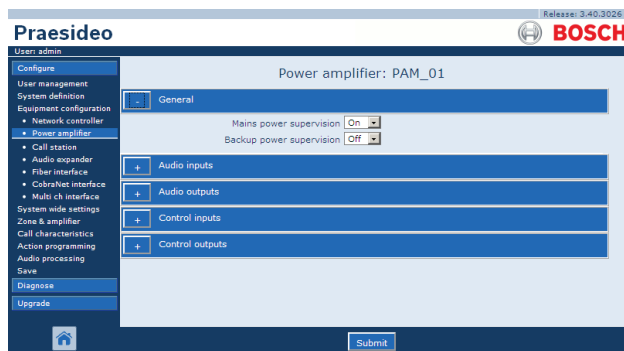 Release: 3.40.3026
Praesideo
BOSCH
User: admin
Configure
User management
System definition
Equipment configuration
• Network controller
• Power amplifier
• Call station
• Audio expander
• Fiber interface
• CobraNet interface
• Multi ch interface
System wide settings
Zone & amplifier
Call characteristics
Action programming
Audio processing
Save
Diagnose
Upgrade
Power amplifier: PAM_01
- General
Mains power supervision On
Backup power supervision Off
+ Audio inputs
+ Audio outputs
+ Control inputs
+ Control outputs
Submit